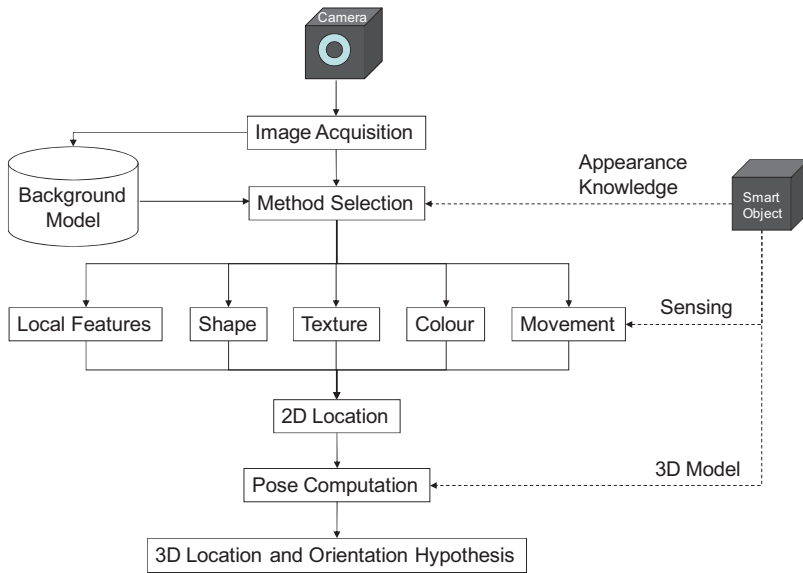 Camera
Image Acquisition
Background
Model
Method Selection
Appearance
Knowledge
Smart
Object
Local Features
Shape
Texture
Colour
Movement
Sensing
2D Location
3D Model
Pose Computation
3D Location and Orientation Hypothesis